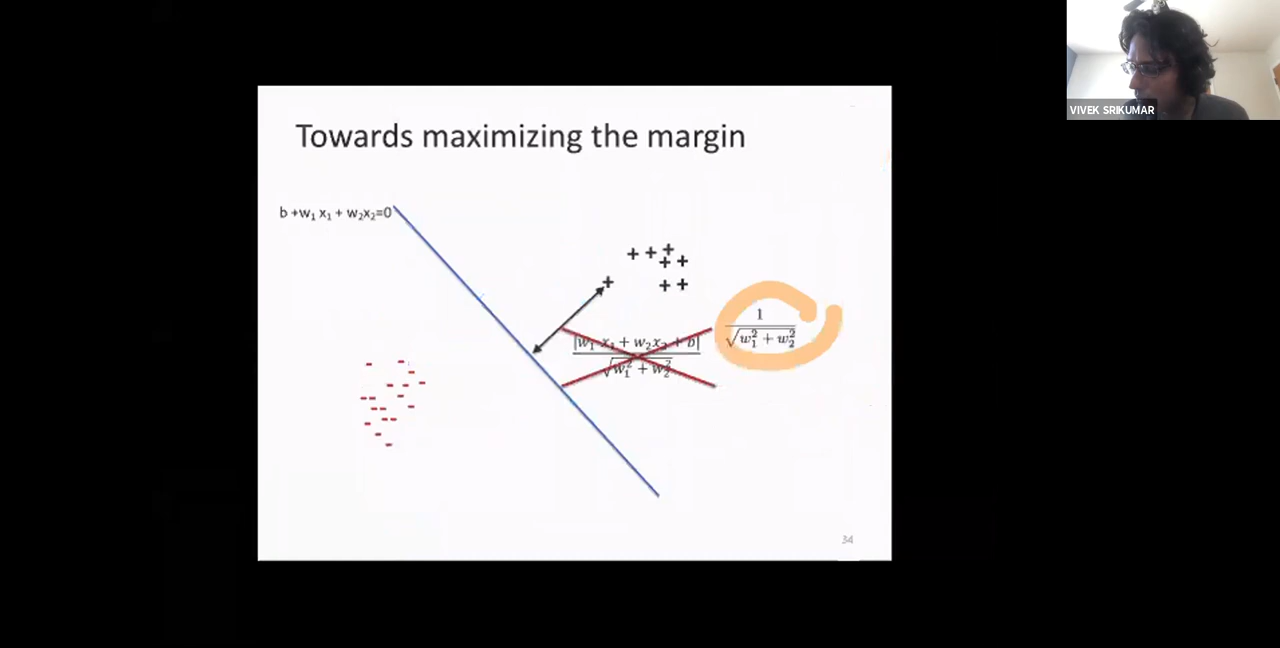 VIVEK SRIKUMAR
Towards maximizing the margin
b +w₁ x₁ + w₂x₂=0
|w₁ x₁ + w₂x₂ + b|
√w₁² + w₂²
1
√w₁² + w₂²
34